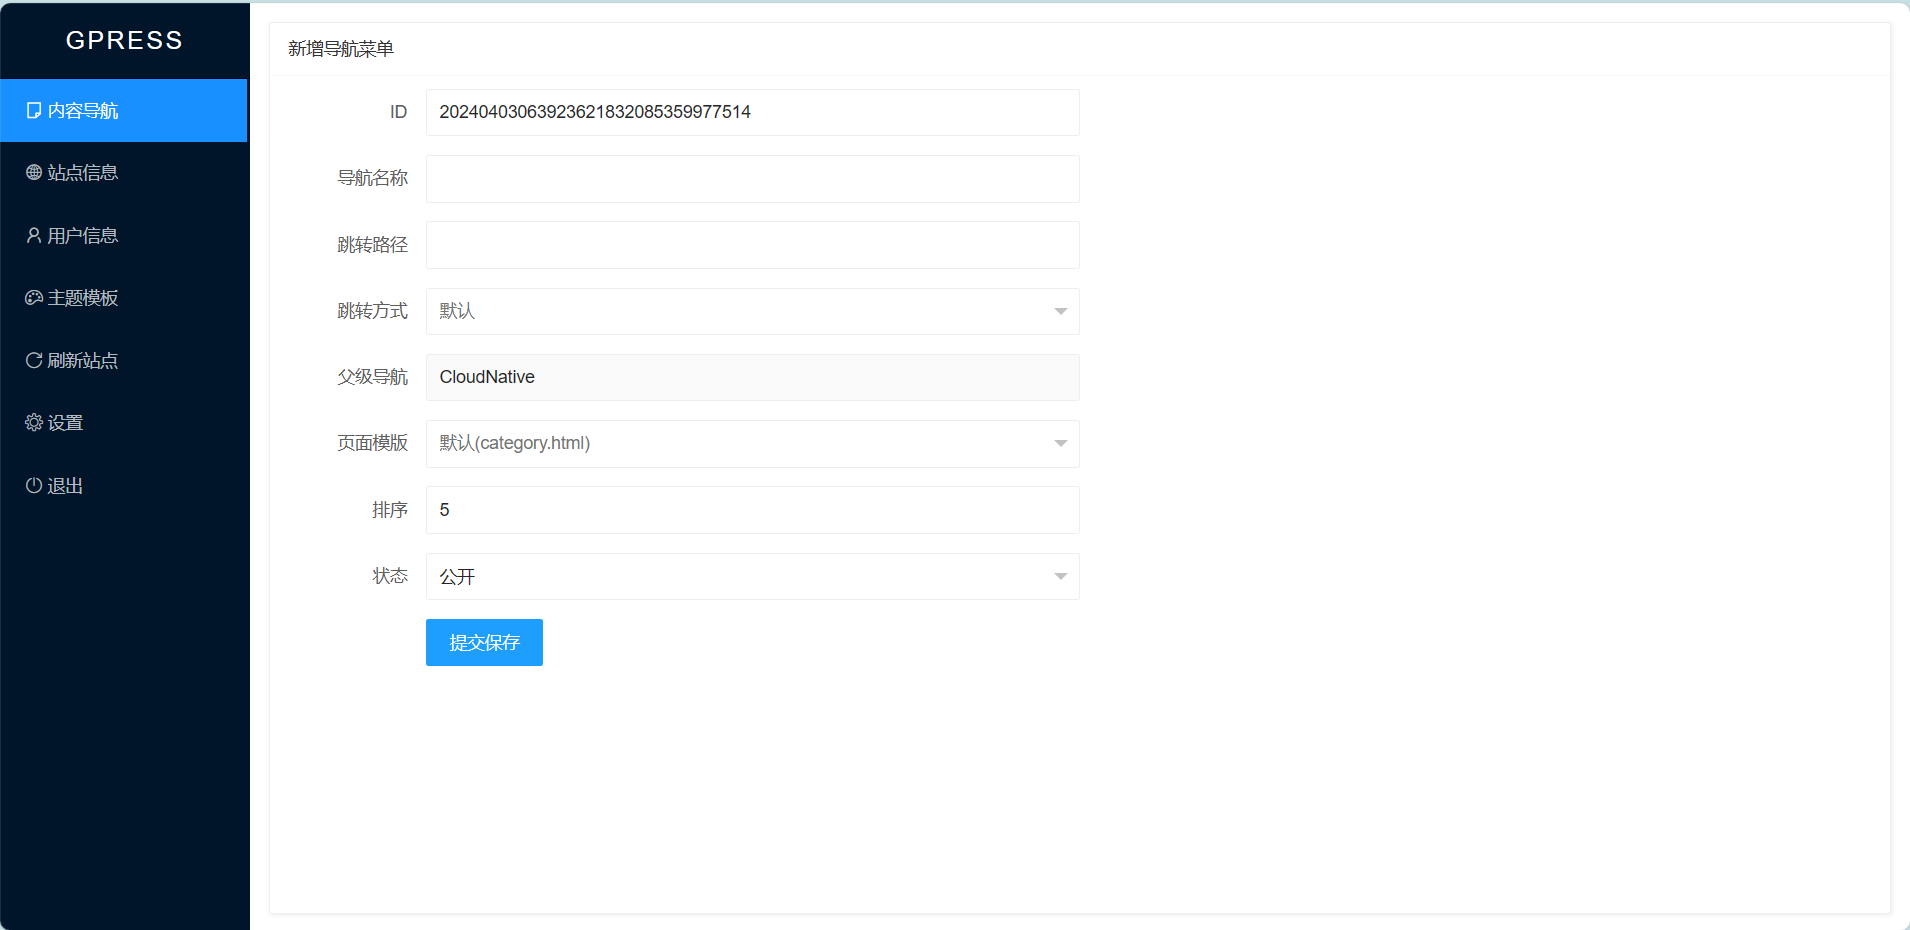 GPRESS
内容导航
站点信息
用户信息
主题模板
刷新站点
设置
退出
新增导航菜单
ID 20240403063923621832085359977514
导航名称
跳转路径
跳转方式 默认
父级导航 CloudNative
页面模版 默认(category.html)
排序 5
状态 公开
提交保存